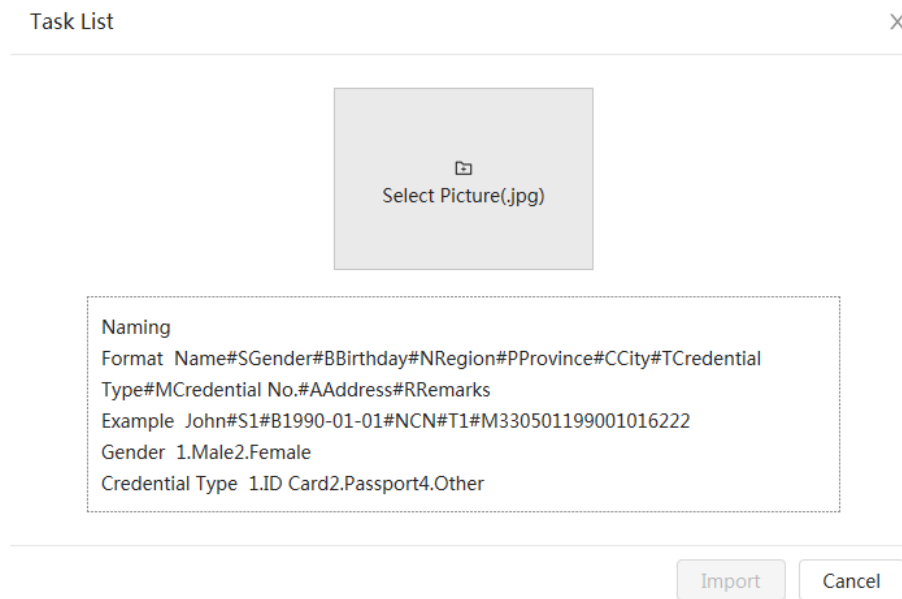 Task List
Select Picture(.jpg)
Naming
Format  Name#SGender#BBirthday#NRegion#PProvince#CCity#TCredential
Type#MCredential No.#AAddress#RRemarks
Example  John#S1#B1990-01-01#NCN#T1#M330501199001016222
Gender  1.Male2.Female
Credential Type  1.ID Card2.Passport4.Other
Import
Cancel